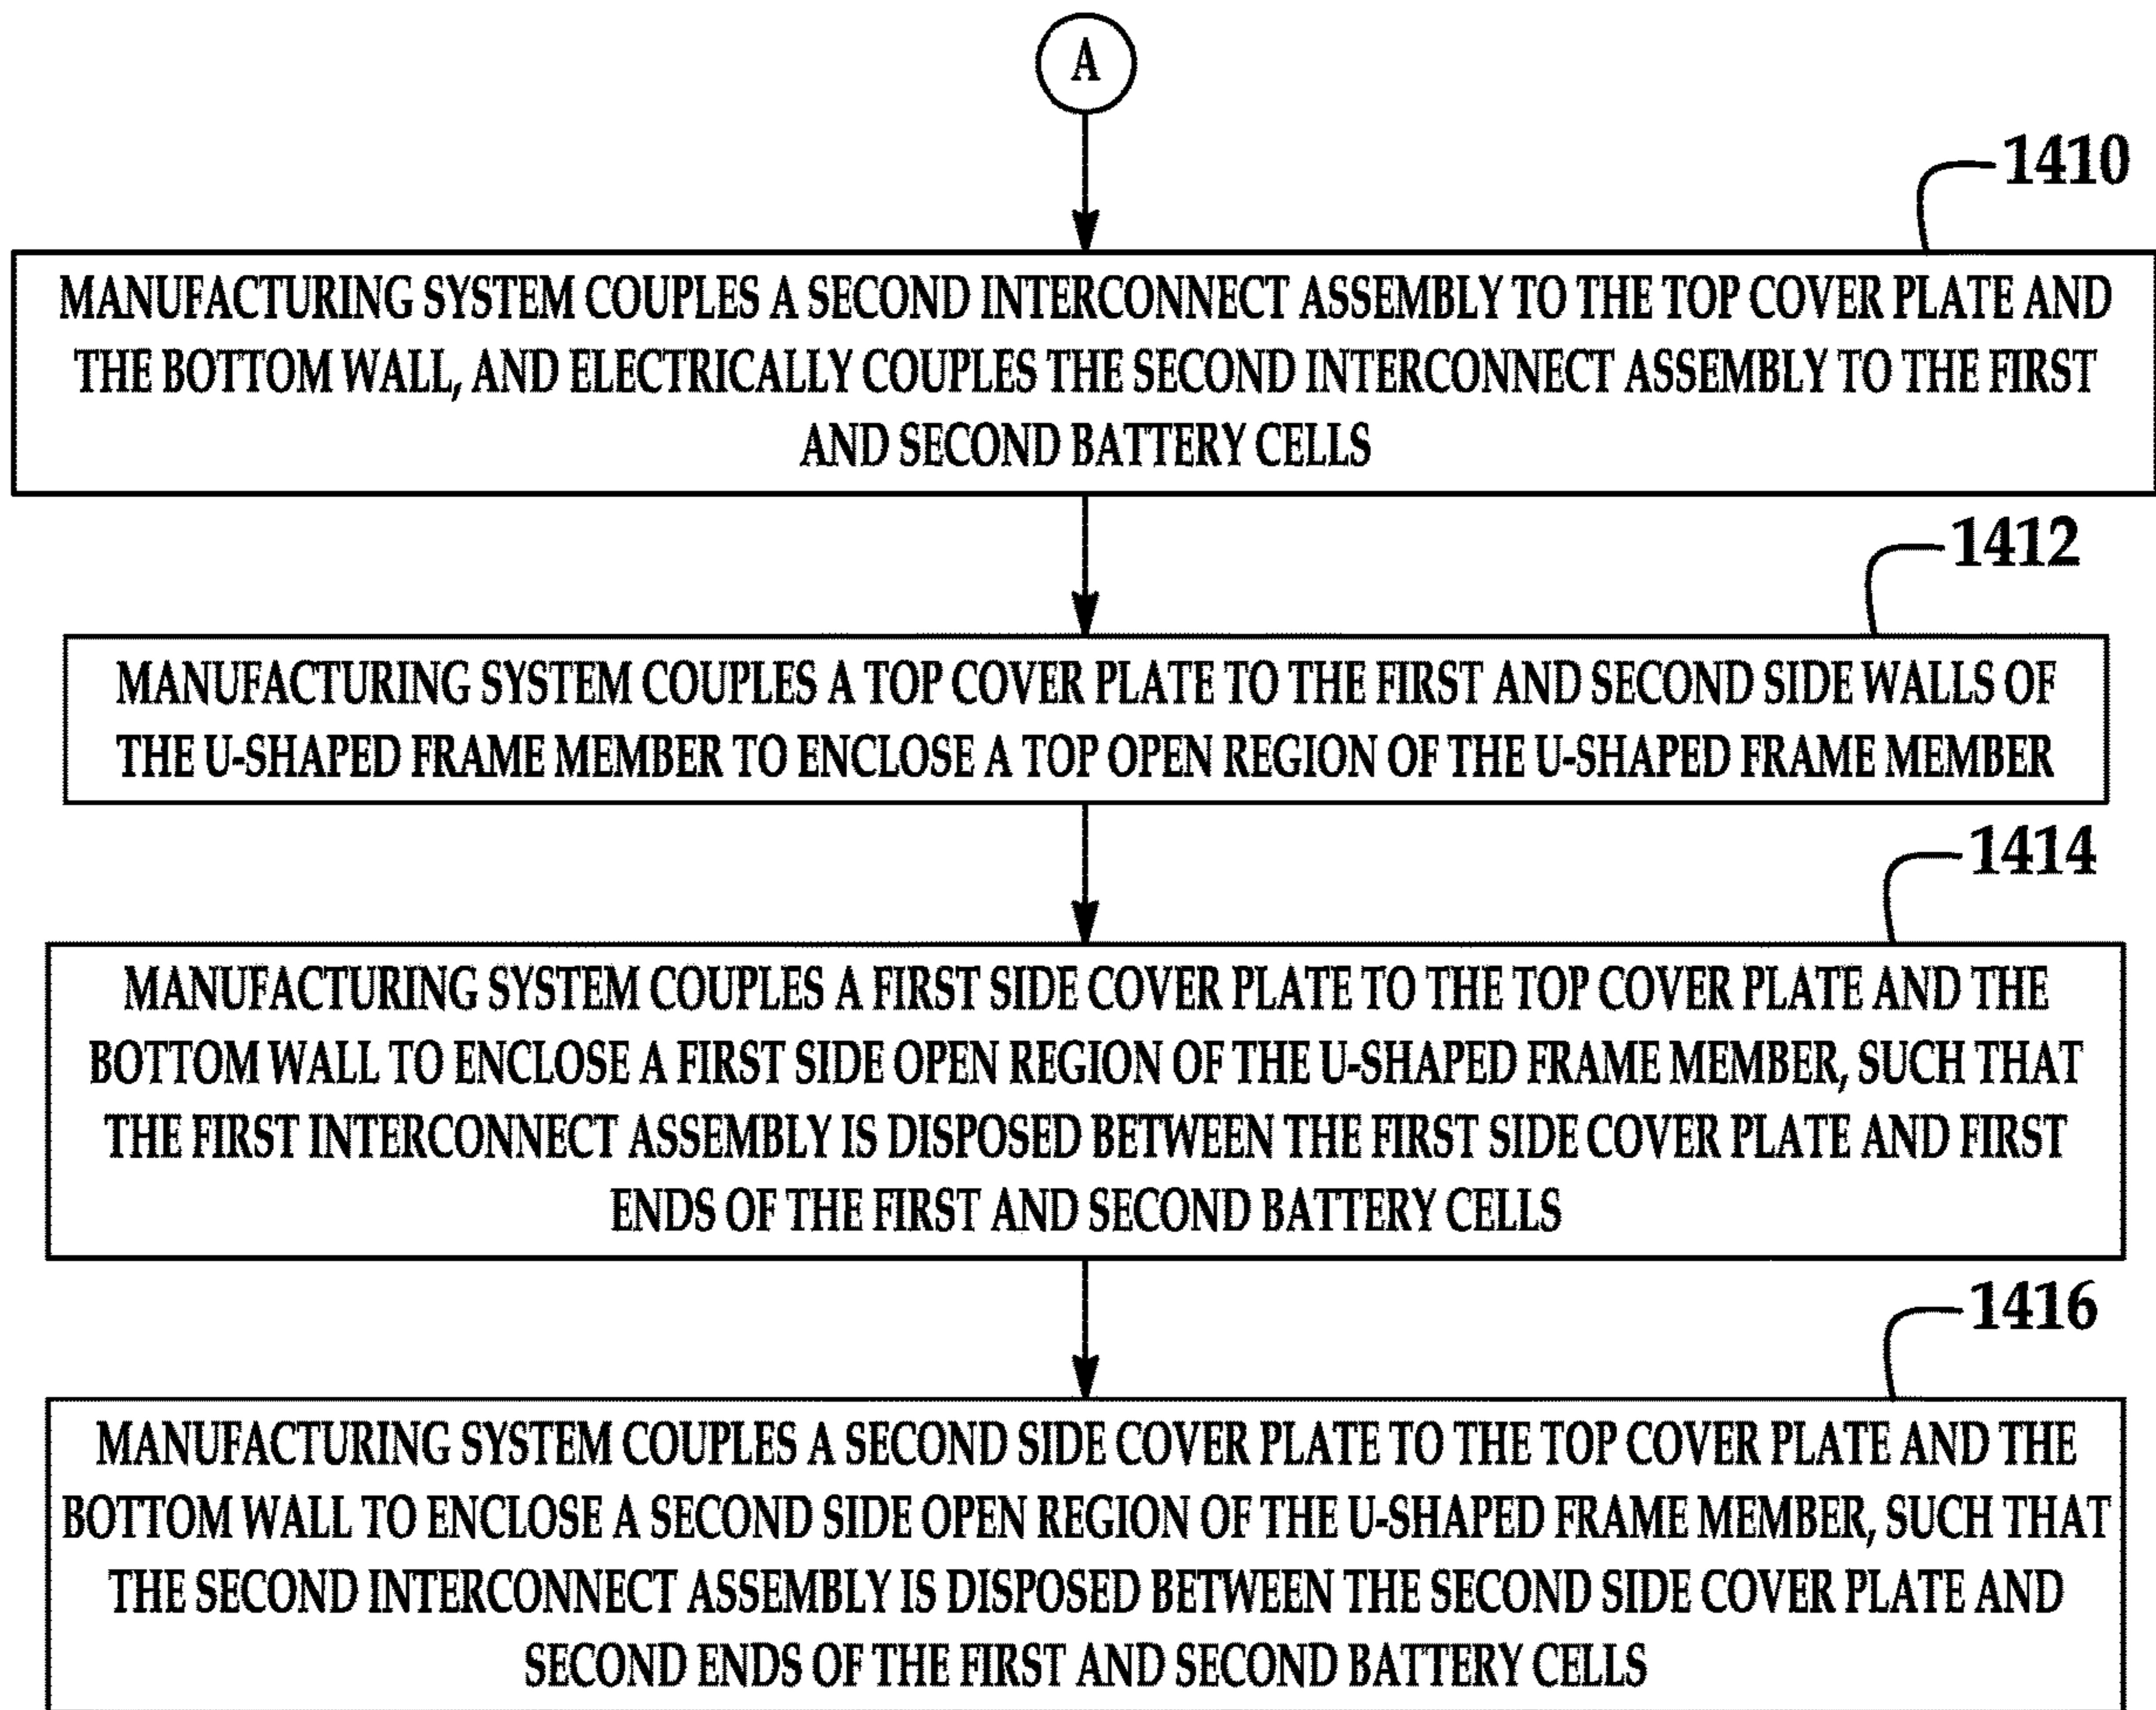 A
1410
MANUFACTURING SYSTEM COUPLES A SECOND INTERCONNECT ASSEMBLY TO THE TOP COVER PLATE AND
THE BOTTOM WALL, AND ELECTRICALLY COUPLES THE SECOND INTERCONNECT ASSEMBLY TO THE FIRST
AND SECOND BATTERY CELLS
1412
MANUFACTURING SYSTEM COUPLES A TOP COVER PLATE TO THE FIRST AND SECOND SIDE WALLS OF
THE U-SHAPED FRAME MEMBER TO ENCLOSE A TOP OPEN REGION OF THE U-SHAPED FRAME MEMBER
1414
MANUFACTURING SYSTEM COUPLES A FIRST SIDE COVER PLATE TO THE TOP COVER PLATE AND THE
BOTTOM WALL TO ENCLOSE A FIRST SIDE OPEN REGION OF THE U-SHAPED FRAME MEMBER, SUCH THAT
THE FIRST INTERCONNECT ASSEMBLY IS DISPOSED BETWEEN THE FIRST SIDE COVER PLATE AND FIRST
ENDS OF THE FIRST AND SECOND BATTERY CELLS
1416
MANUFACTURING SYSTEM COUPLES A SECOND SIDE COVER PLATE TO THE TOP COVER PLATE AND THE
BOTTOM WALL TO ENCLOSE A SECOND SIDE OPEN REGION OF THE U-SHAPED FRAME MEMBER, SUCH THAT
THE SECOND INTERCONNECT ASSEMBLY IS DISPOSED BETWEEN THE SECOND SIDE COVER PLATE AND
SECOND ENDS OF THE FIRST AND SECOND BATTERY CELLS